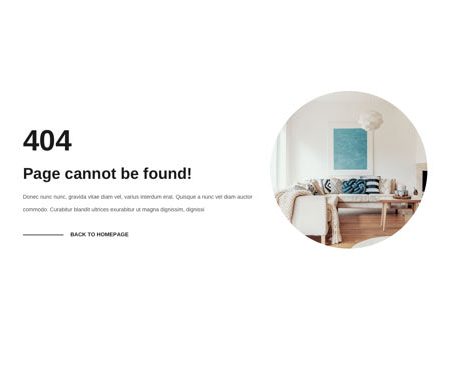 404
Page cannot be found!
Donec nunc nunc, gravida vitae diam vel, varius interdum erat. Quisque a nunc vel diam auctor
commodo. Curabitur blandit ultrices exurabitur ut magna dignissim, dignissi
BACK TO HOMEPAGE